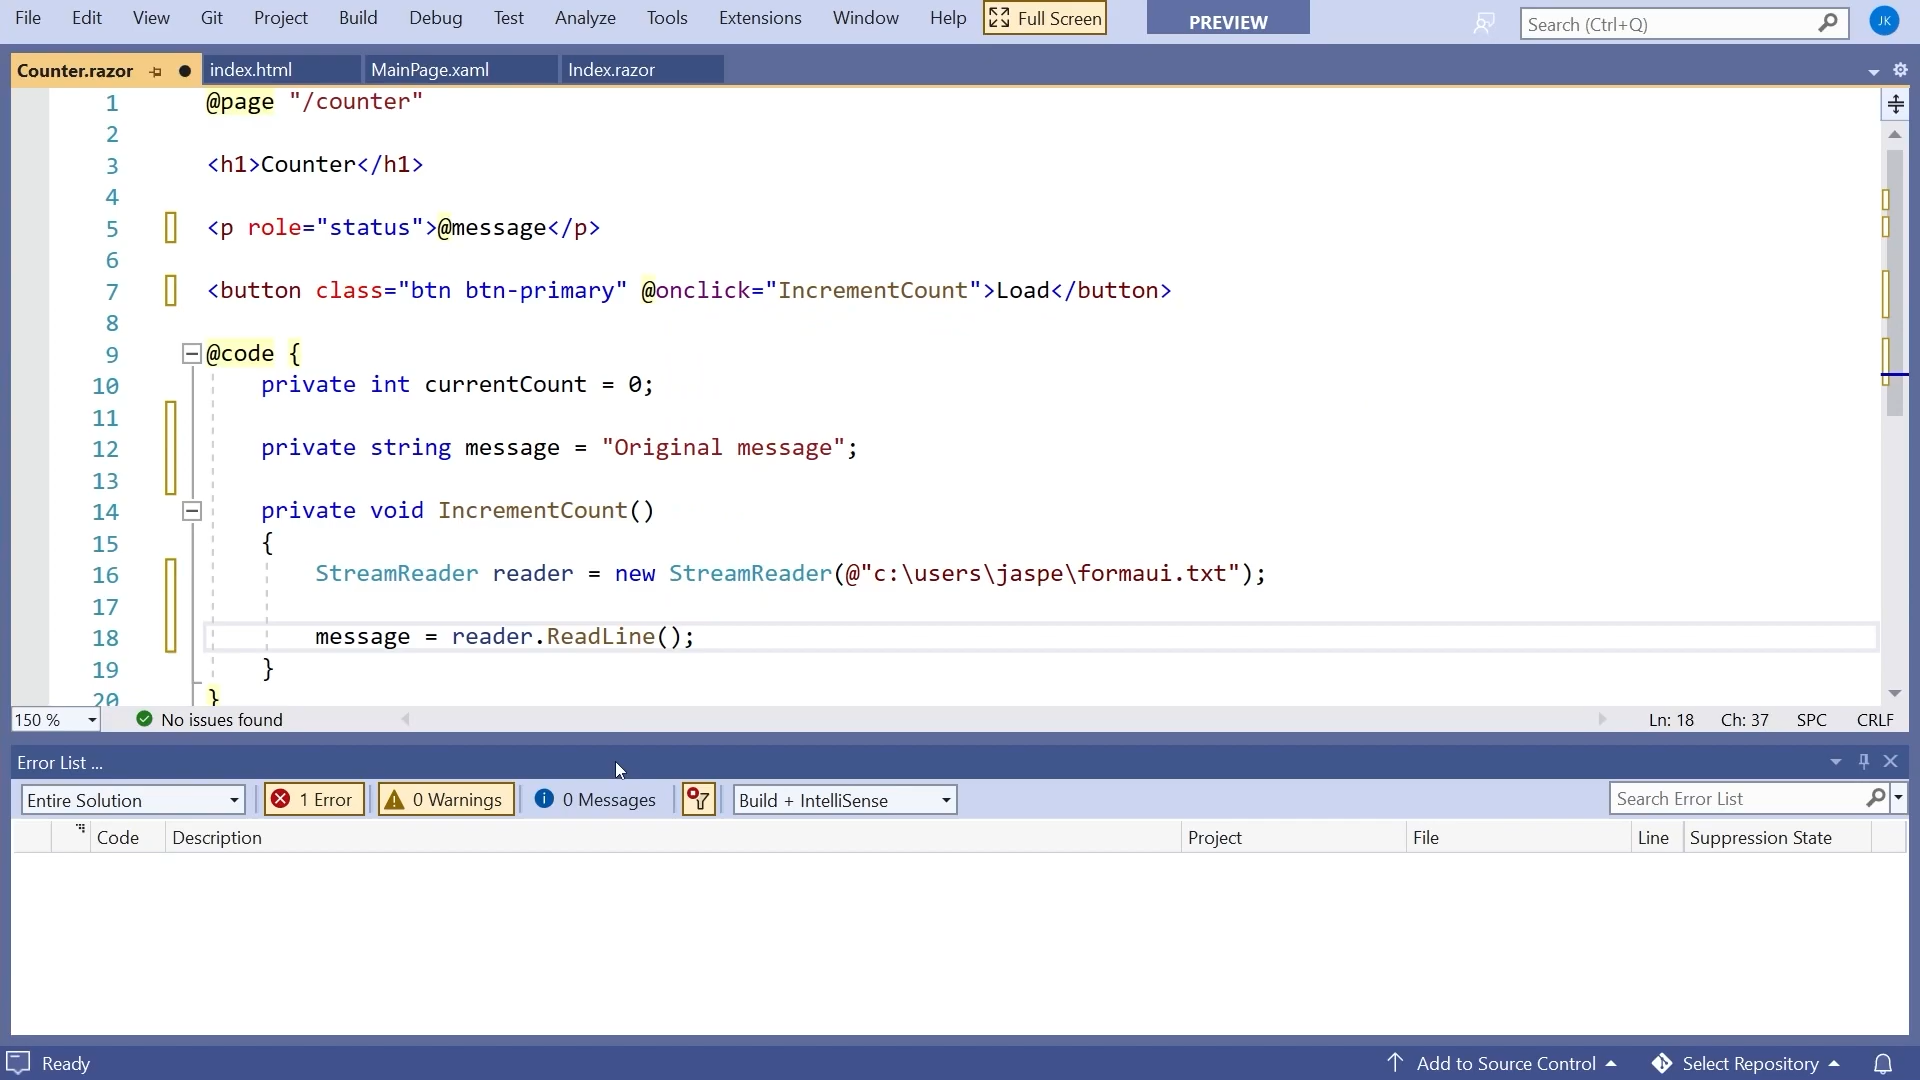 File Edit View Git Project Build Debug Test Analyze Tools Extensions Window Help Full Screen PREVIEW Search (Ctrl+Q) JK
Counter.razor index.html MainPage.xaml Index.razor
1 @page "/counter"
2
3 <h1>Counter</h1>
4
5 <p role="status">@message</p>
6
7 <button class="btn btn-primary" @onclick="IncrementCount">Load</button>
8
9 @code {
10 private int currentCount = 0;
11
12 private string message = "Original message";
13
14 private void IncrementCount()
15 {
16 StreamReader reader = new StreamReader(@"c:\users\jaspe\formaui.txt");
17
18 message = reader.ReadLine();
19 }
20 }
150 % No issues found Ln: 18 Ch: 37 SPC CRLF
Error List ...
Entire Solution 1 Error 0 Warnings 0 Messages Build + IntelliSense Search Error List
Code Description Project File Line Suppression State
Ready Add to Source Control Select Repository